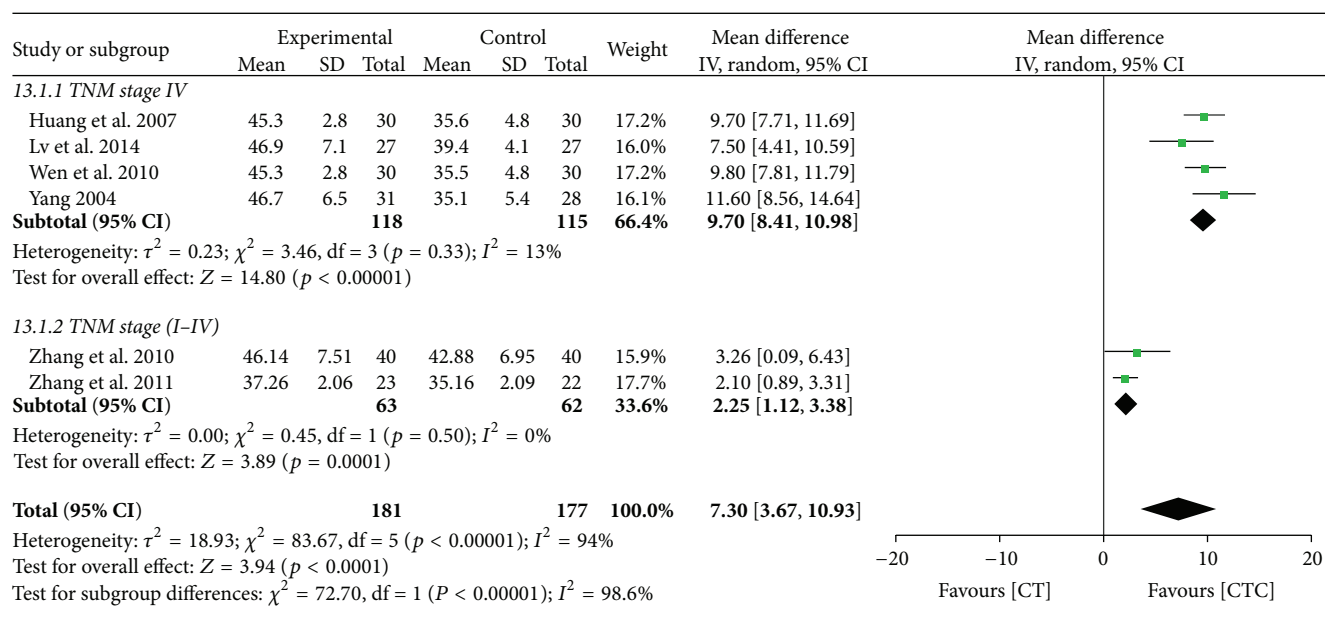 Study or subgroup Experimental Control Weight Mean difference Mean difference
Mean SD Total Mean SD Total IV, random, 95% CI IV, random, 95% CI
13.1.1 TNM stage IV
Huang et al. 2007 45.3 2.8 30 35.6 4.8 30 17.2% 9.70 [7.71, 11.69]
Lv et al. 2014 46.9 7.1 27 39.4 4.1 27 16.0% 7.50 [4.41, 10.59]
Wen et al. 2010 45.3 2.8 30 35.5 4.8 30 17.2% 9.80 [7.81, 11.79]
Yang 2004 46.7 6.5 31 35.1 5.4 28 16.1% 11.60 [8.56, 14.64]
Subtotal (95% CI) 118 115 66.4% 9.70 [8.41, 10.98]
Heterogeneity: τ² = 0.23; χ² = 3.46, df = 3 (p = 0.33); I² = 13%
Test for overall effect: Z = 14.80 (p < 0.00001)
13.1.2 TNM stage (I–IV)
Zhang et al. 2010 46.14 7.51 40 42.88 6.95 40 15.9% 3.26 [0.09, 6.43]
Zhang et al. 2011 37.26 2.06 23 35.16 2.09 22 17.7% 2.10 [0.89, 3.31]
Subtotal (95% CI) 63 62 33.6% 2.25 [1.12, 3.38]
Heterogeneity: τ² = 0.00; χ² = 0.45, df = 1 (p = 0.50); I² = 0%
Test for overall effect: Z = 3.89 (p = 0.0001)
Total (95% CI) 181 177 100.0% 7.30 [3.67, 10.93]
Heterogeneity: τ² = 18.93; χ² = 83.67, df = 5 (p < 0.00001); I² = 94%
Test for overall effect: Z = 3.94 (p < 0.0001)
Test for subgroup differences: χ² = 72.70, df = 1 (P < 0.00001); I² = 98.6%
−20 −10 0 10 20
Favours [CT] Favours [CTC]